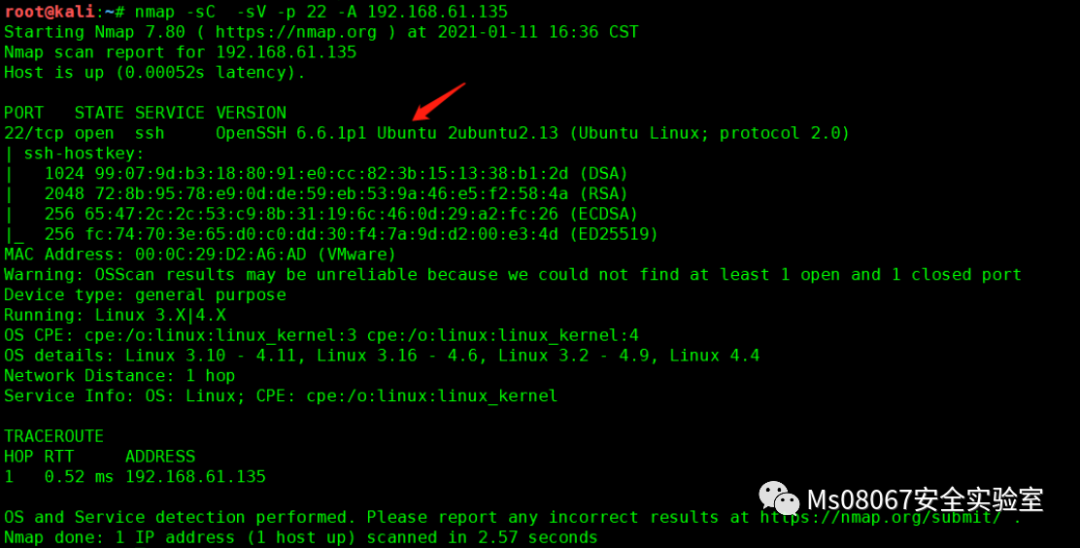 root@kali:~# nmap -sC  -sV -p 22 -A 192.168.61.135
Starting Nmap 7.80 ( https://nmap.org ) at 2021-01-11 16:36 CST
Nmap scan report for 192.168.61.135
Host is up (0.00052s latency).

PORT   STATE SERVICE VERSION
22/tcp open  ssh     OpenSSH 6.6.1p1 Ubuntu 2ubuntu2.13 (Ubuntu Linux; protocol 2.0)
| ssh-hostkey:
|   1024 99:07:9d:b3:18:80:91:e0:cc:82:3b:15:13:38:b1:2d (DSA)
|   2048 72:8b:95:78:e9:0d:de:59:eb:53:9a:46:e5:f2:58:4a (RSA)
|   256 65:47:2c:2c:53:c9:8b:31:19:6c:46:0d:29:a2:fc:26 (ECDSA)
|_  256 fc:74:70:3e:65:d0:c0:dd:30:f4:7a:9d:d2:00:e3:4d (ED25519)
MAC Address: 00:0C:29:D2:A6:AD (VMware)
Warning: OSScan results may be unreliable because we could not find at least 1 open and 1 closed port
Device type: general purpose
Running: Linux 3.X|4.X
OS CPE: cpe:/o:linux:linux_kernel:3 cpe:/o:linux:linux_kernel:4
OS details: Linux 3.10 - 4.11, Linux 3.16 - 4.6, Linux 3.2 - 4.9, Linux 4.4
Network Distance: 1 hop
Service Info: OS: Linux; CPE: cpe:/o:linux:linux_kernel

TRACEROUTE
HOP RTT     ADDRESS
1   0.52 ms 192.168.61.135

Ms08067安全实验室
OS and Service detection performed. Please report any incorrect results at https://nmap.org/submit/ .
Nmap done: 1 IP address (1 host up) scanned in 2.57 seconds